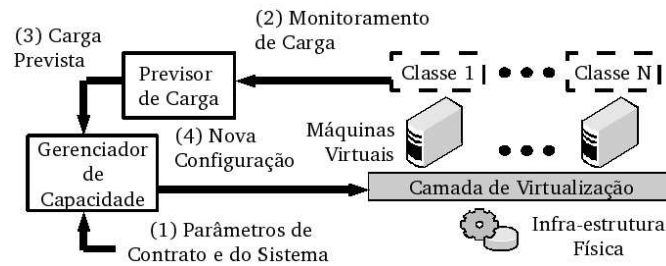 (2) Monitoramento
de Carga
(3) Carga
Prevista
Previsor
de Carga
Classe 1
Classe N
Máquinas
Virtuais
(4) Nova
Configuração
Gerenciador
de
Capacidade
Camada de Virtualização
(1) Parâmetros de
Contrato e do Sistema
Infra-estrutura
Física